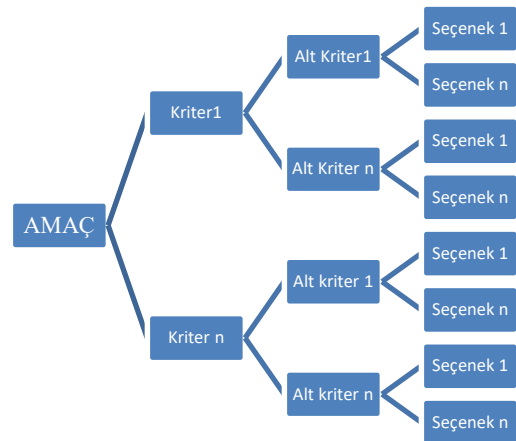 AMAÇ
Kriter1
Alt Kriter1
Seçenek 1
Seçenek n
Alt Kriter n
Seçenek 1
Seçenek n
Kriter n
Alt kriter 1
Seçenek 1
Seçenek n
Alt kriter n
Seçenek 1
Seçenek n